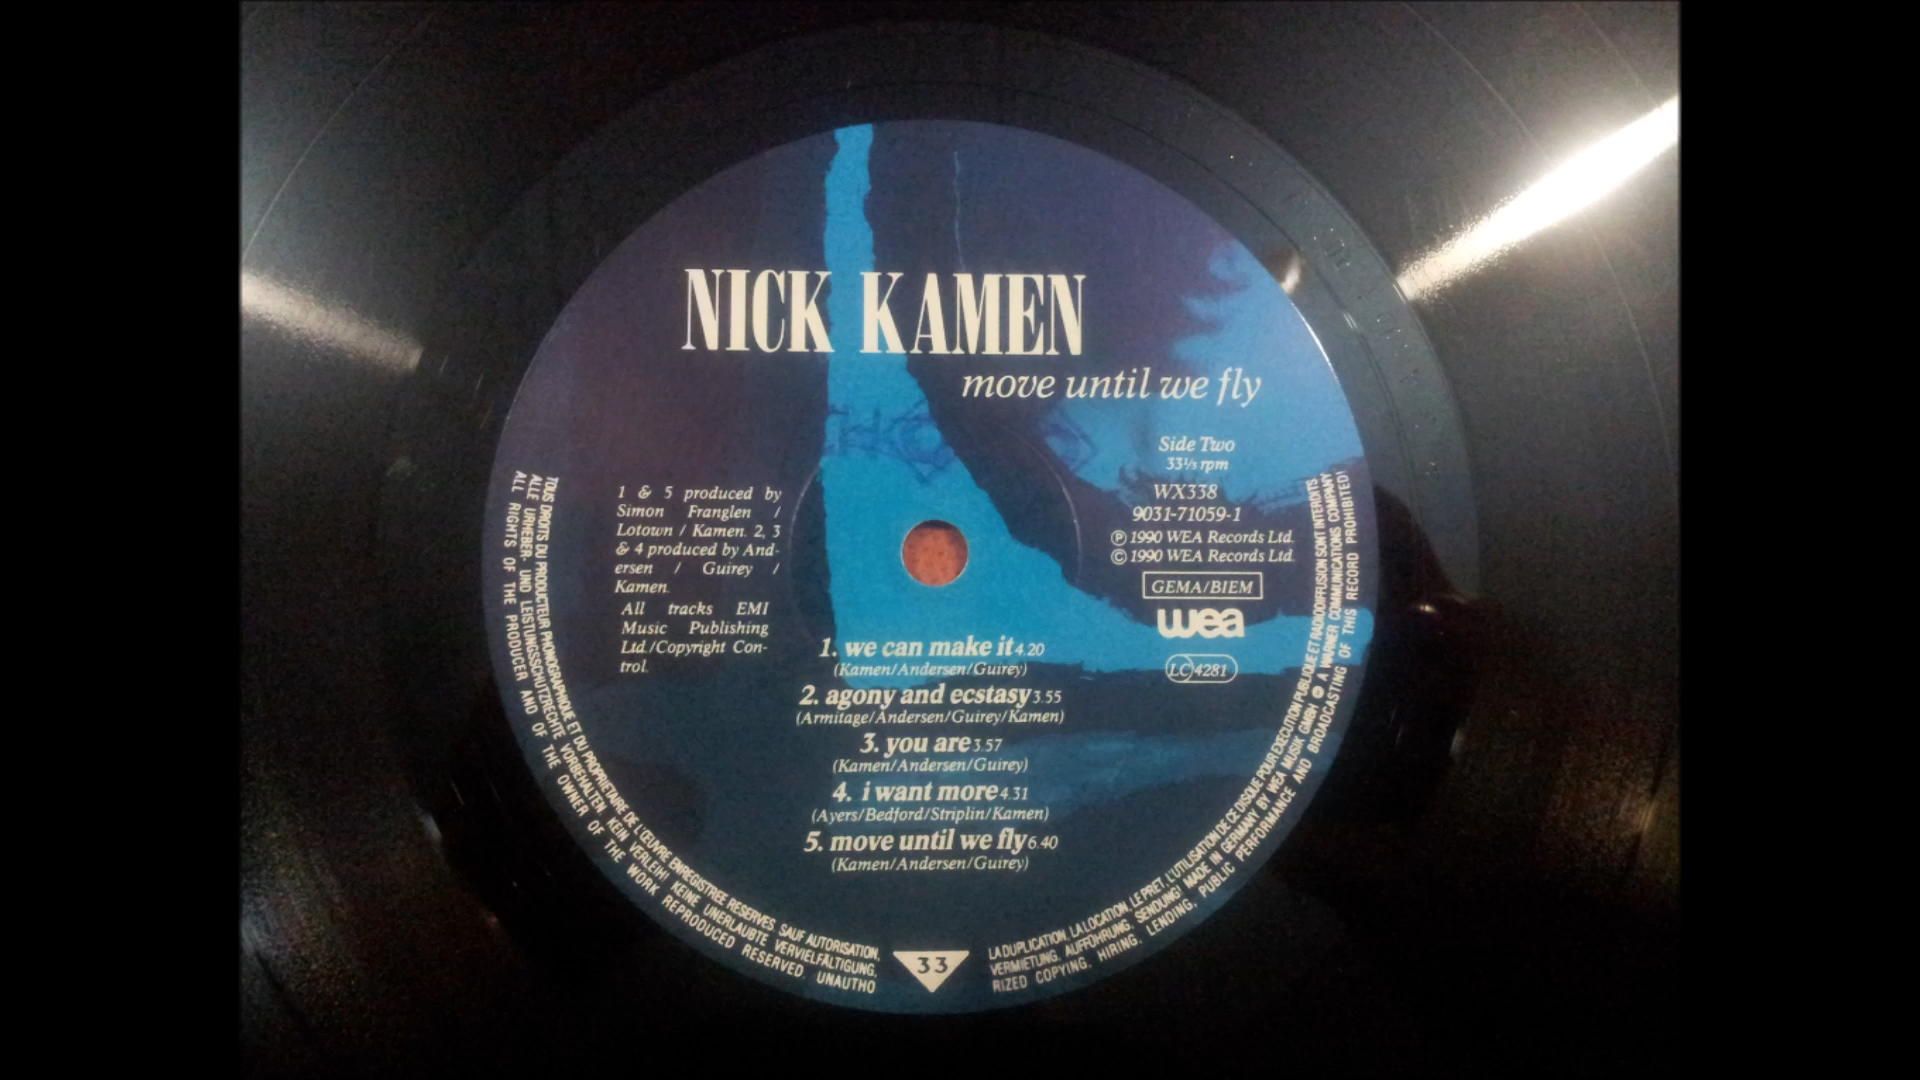 NICK KAMEN
move until we fly
Side Two
33⅓ rpm
WX338
9031-71059-1
℗ 1990 WEA Records Ltd.
© 1990 WEA Records Ltd.
GEMA/BIEM
wea
LC 4281
1 & 5 produced by
Simon Franglen /
Lotown / Kamen. 2, 3
& 4 produced by And-
ersen / Guirey /
Kamen.
All tracks EMI
Music Publishing
Ltd./Copyright Con-
trol.
1. we can make it 4.20
(Kamen/Andersen/Guirey)
2. agony and ecstasy 3.55
(Armitage/Andersen/Guirey/Kamen)
3. you are 3.57
(Kamen/Andersen/Guirey)
4. i want more 4.31
(Ayers/Bedford/Striplin/Kamen)
5. move until we fly 6.40
(Kamen/Andersen/Guirey)
TOUS DROITS DU PRODUCTEUR PHONOGRAPHIQUE ET DU PROPRIETAIRE DE L'ŒUVRE ENREGISTREE RESERVES. SAUF AUTORISATION, LA DUPLICATION, LA LOCATION, LE PRET, L'UTILISATION DE CE DISQUE POUR EXECUTION PUBLIQUE ET RADIODIFFUSION SONT INTERDITS
ALLE URHEBER- UND LEISTUNGSSCHUTZRECHTE VORBEHALTEN. KEIN VERLEIH! KEINE UNERLAUBTE VERVIELFÄLTIGUNG, VERMIETUNG, AUFFÜHRUNG, SENDUNG! MADE IN GERMANY BY WEA MUSIK GMBH A WARNER COMMUNICATIONS COMPANY
ALL RIGHTS OF THE PRODUCER AND OF THE OWNER OF THE WORK REPRODUCED RESERVED. UNAUTHORIZED COPYING, HIRING, LENDING, PUBLIC PERFORMANCE AND BROADCASTING OF THIS RECORD PROHIBITED!
33